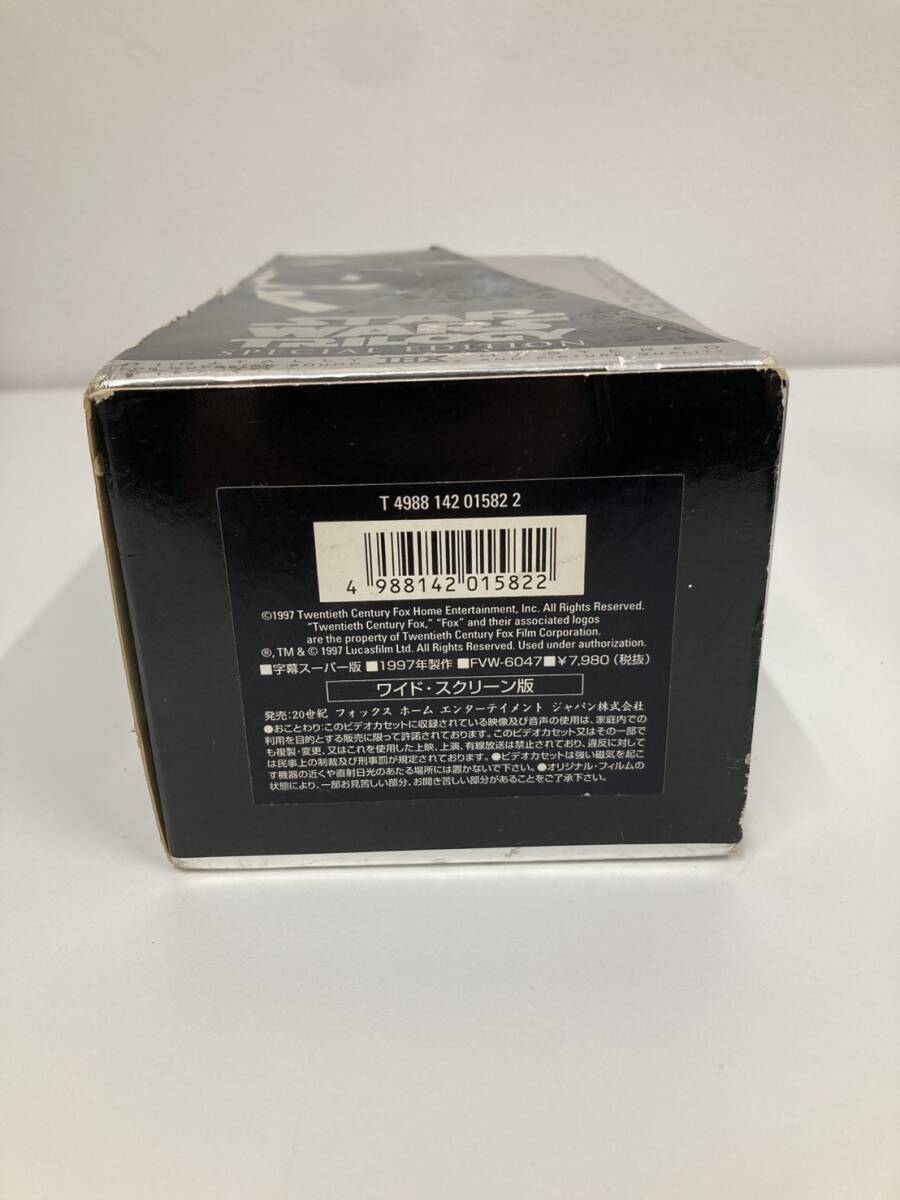 STAR
WARS
TRILOGY
SPECIAL EDITION
THX
T 4988 142 01582 2
4 988142 015822
©1997 Twentieth Century Fox Home Entertainment, Inc. All Rights Reserved.
"Twentieth Century Fox," "Fox" and their associated logos
are the property of Twentieth Century Fox Film Corporation.
®, TM & © 1997 Lucasfilm Ltd. All Rights Reserved. Used under authorization.
■字幕スーパー版 ■1997年製作 ■FVW-6047 ■¥7,980 (税抜)
ワイド・スクリーン版
発売:20世紀 フォックス ホーム エンターテイメント ジャパン株式会社
●おことわり:このビデオカセットに収録されている映像及び音声の使用は、家庭内での
利用を目的とする販売に限って許諾されております。このビデオカセット又はその一部で
も複製・変更、又はこれを使用した上映、上演、有線放送は禁止されており、違反に対して
は民事上の制裁及び刑事罰が規定されております。●ビデオカセットは強い磁気を起こ
す機器の近くや直射日光のあたる場所には置かないで下さい。●オリジナル・フィルムの
状態により、一部お見苦しい部分、お聞き苦しい部分があることをご了承下さい。